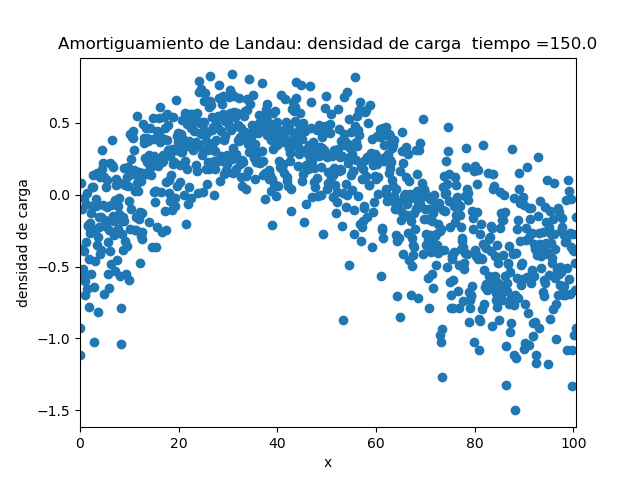 Amortiguamiento de Landau: densidad de carga  tiempo =150.0
densidad de carga
0.5
0.0
−0.5
−1.0
−1.5
0 20 40 60 80 100
x